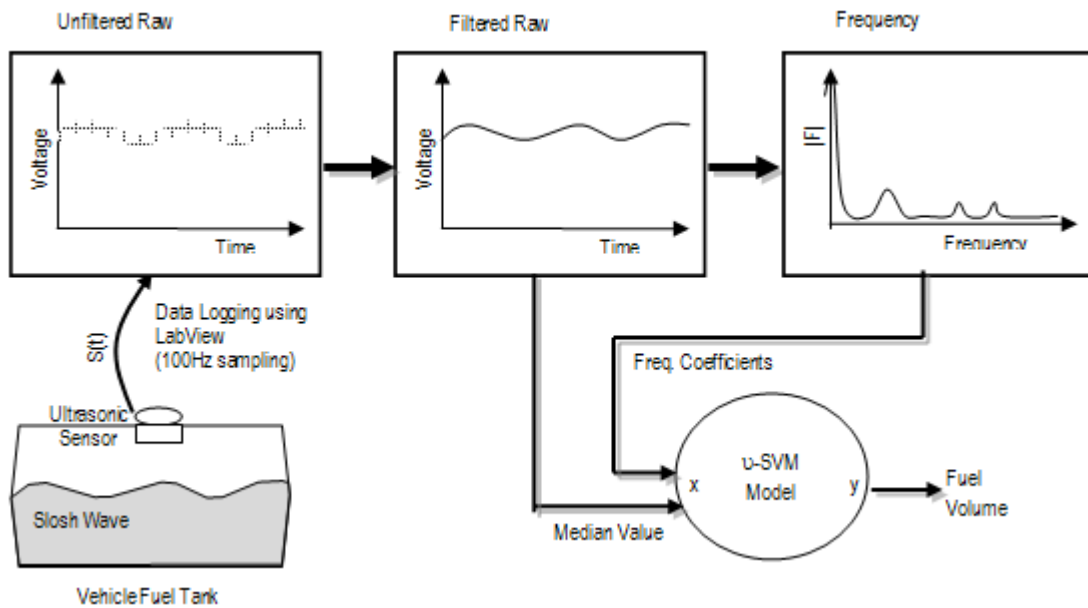 Unfiltered Raw
Filtered Raw
Frequency
Voltage
Time
Voltage
Time
|F|
Frequency
S(t)
Data Logging using
LabView
(100Hz sampling)
Freq. Coefficients
Ultrasonic
Sensor
Slosh Wave
Vehicle Fuel Tank
x
υ-SVM
Model
y
Fuel
Volume
Median Value